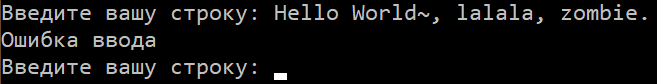 Введите вашу строку: Hello World~, lalala, zombie.
Ошибка ввода
Введите вашу строку: